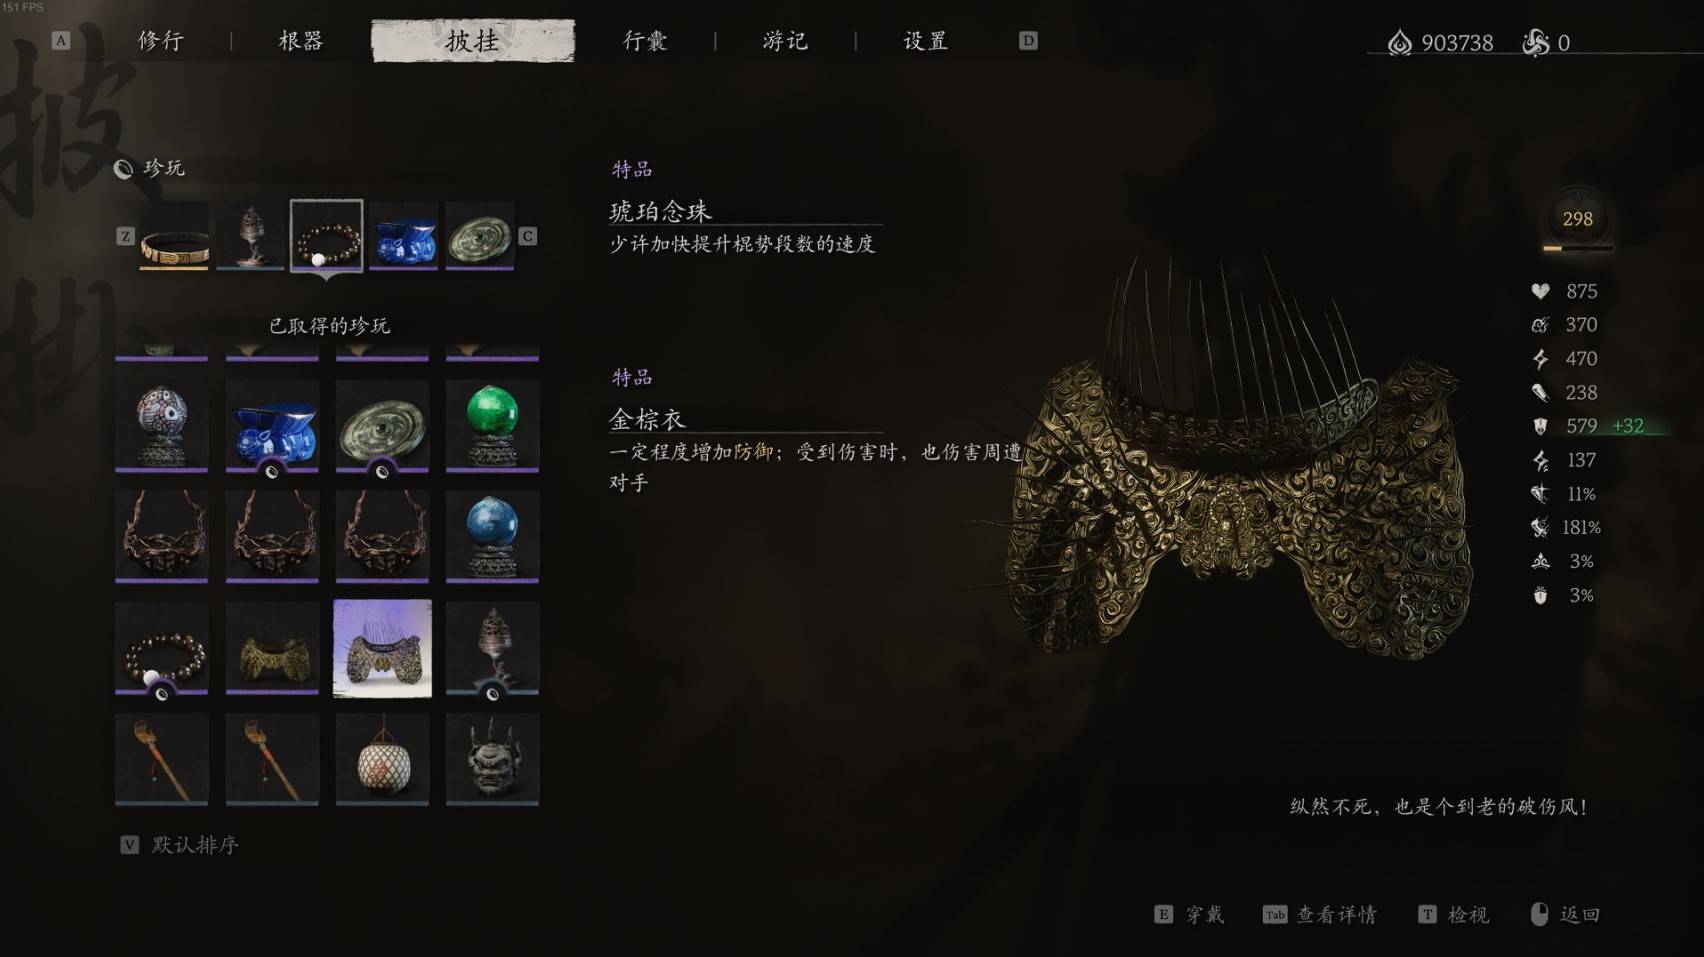 151 FPS
A 修行 根器 披挂 行囊 游记 设置 D
903738 0
披挂
珍玩
Z C
已取得的珍玩
V 默认排序
特品
琥珀念珠
少许加快提升棍势段数的速度
特品
金棕衣
一定程度增加防御；受到伤害时，也伤害周遭
对手
298
875
370
470
238
579 +32
137
11%
181%
3%
3%
纵然不死，也是个到老的破伤风！
E 穿戴 Tab 查看详情 T 检视 返回